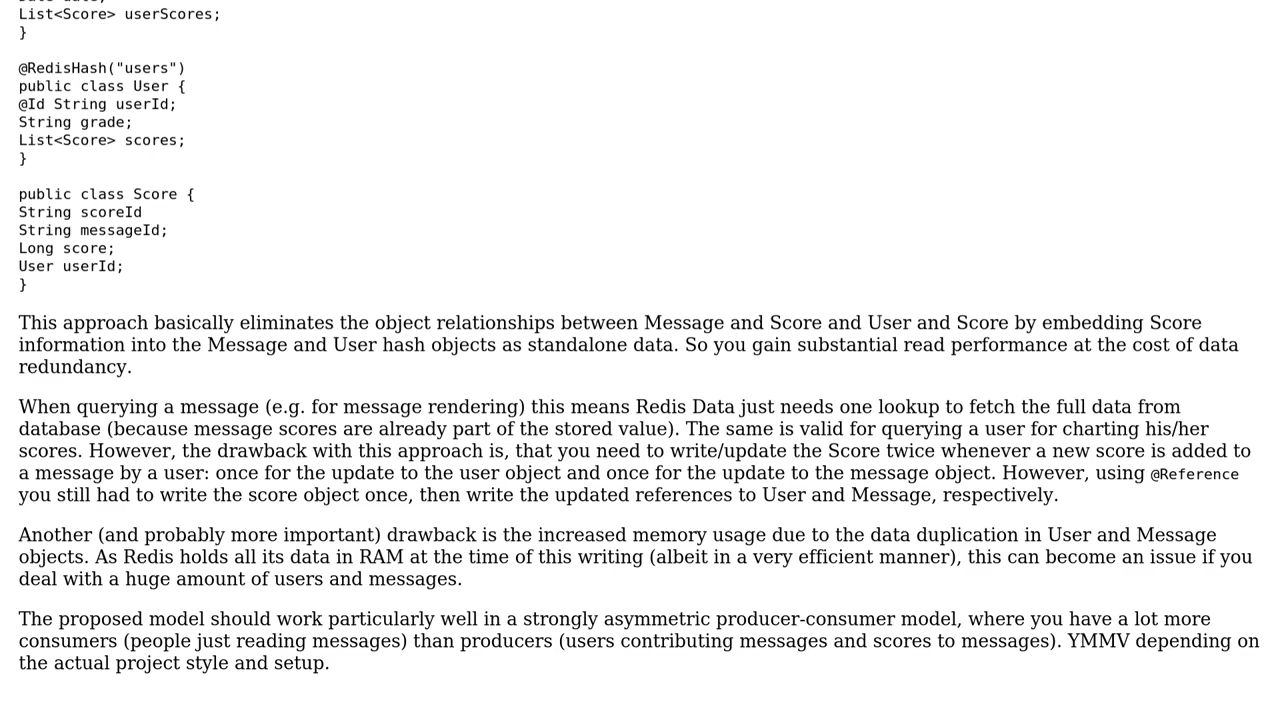 List<Score> userScores;
}
@RedisHash("users")
public class User {
@Id String userId;
String grade;
List<Score> scores;
}
public class Score {
String scoreId
String messageId;
Long score;
User userId;
}
This approach basically eliminates the object relationships between Message and Score and User and Score by embedding Score
information into the Message and User hash objects as standalone data. So you gain substantial read performance at the cost of data
redundancy.
When querying a message (e.g. for message rendering) this means Redis Data just needs one lookup to fetch the full data from
database (because message scores are already part of the stored value). The same is valid for querying a user for charting his/her
scores. However, the drawback with this approach is, that you need to write/update the Score twice whenever a new score is added to
a message by a user: once for the update to the user object and once for the update to the message object. However, using @Reference
you still had to write the score object once, then write the updated references to User and Message, respectively.
Another (and probably more important) drawback is the increased memory usage due to the data duplication in User and Message
objects. As Redis holds all its data in RAM at the time of this writing (albeit in a very efficient manner), this can become an issue if you
deal with a huge amount of users and messages.
The proposed model should work particularly well in a strongly asymmetric producer-consumer model, where you have a lot more
consumers (people just reading messages) than producers (users contributing messages and scores to messages). YMMV depending on
the actual project style and setup.